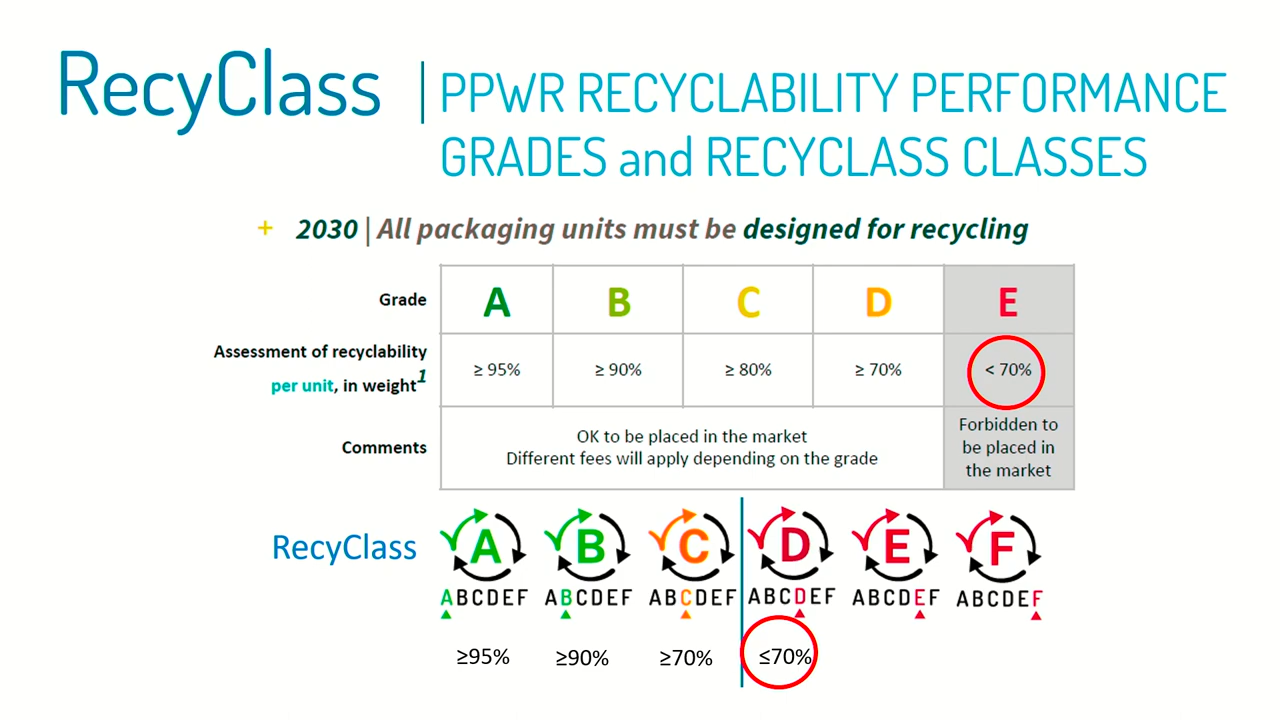 RecyClass
PPWR RECYCLABILITY PERFORMANCE
GRADES and RECYCLASS CLASSES
+ 2030 | All packaging units must be designed for recycling
Grade A B C D E
Assessment of recyclability
per unit, in weight1
≥ 95% ≥ 90% ≥ 80% ≥ 70% < 70%
Comments
OK to be placed in the market
Different fees will apply depending on the grade
Forbidden to
be placed in
the market
RecyClass
A B C D E F
ABCDEF ABCDEF ABCDEF ABCDEF ABCDEF ABCDEF
≥95% ≥90% ≥70% ≤70%